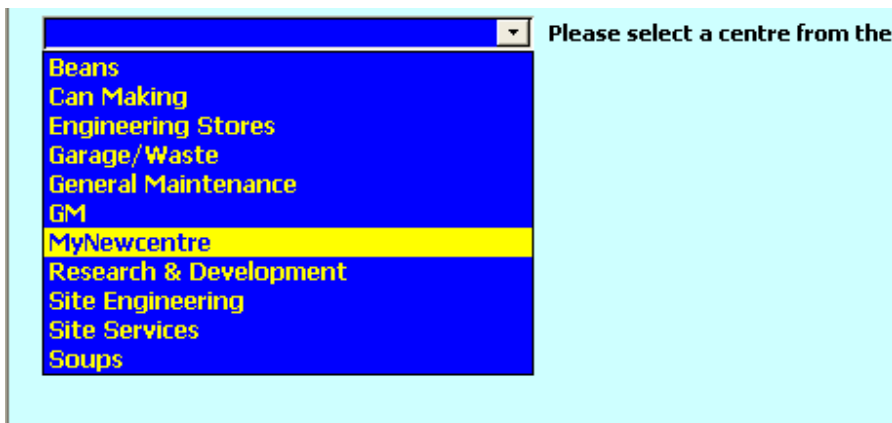 Please select a centre from the
Beans
Can Making
Engineering Stores
Garage/Waste
General Maintenance
GM
MyNewcentre
Research & Development
Site Engineering
Site Services
Soups